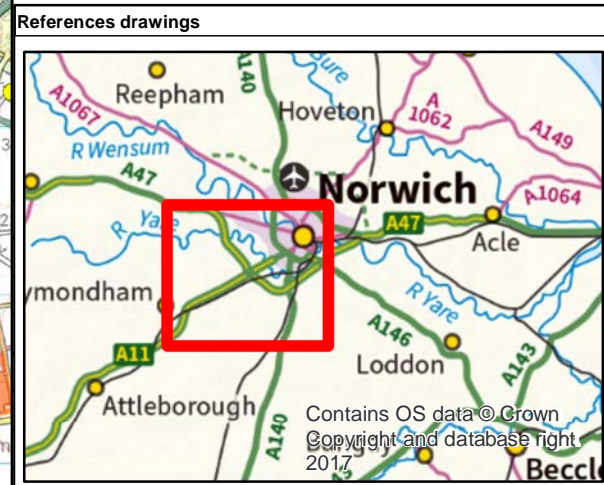 References drawings
A140
Bure
Reepham
A1067
Hoveton
A
1062
A149
R Wensum
A47
Norwich
A1064
R Yare
A47
Acle
ymondham
R Yare
A146
A11
Loddon
A143
Attleborough
A140
Contains OS data © Crown
Copyright and database right
2017
Beccl